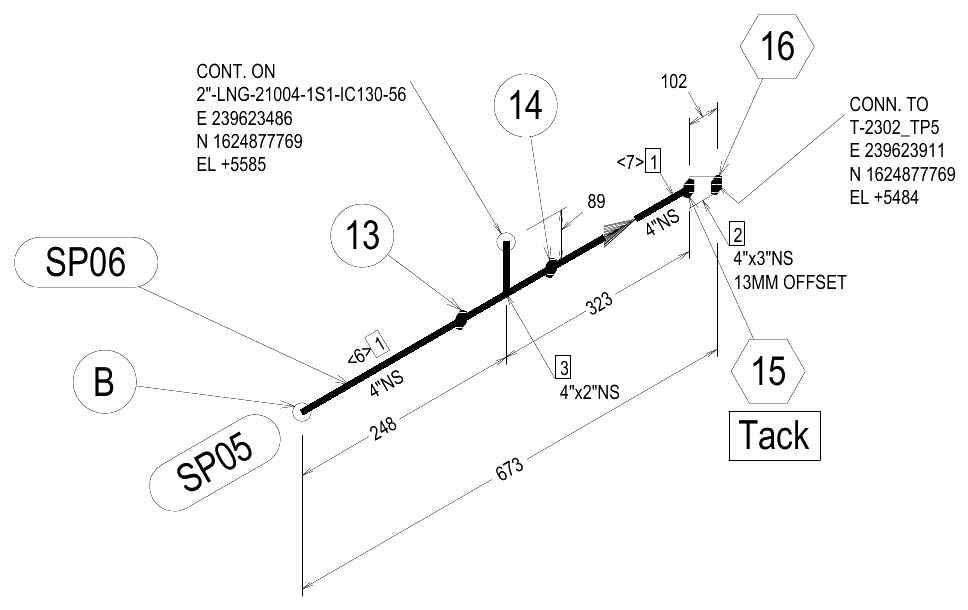 16
CONT. ON
2"-LNG-21004-1S1-IC130-56
E 239623486
N 1624877769
EL +5585
102
14
CONN. TO
T-2302_TP5
E 239623911
N 1624877769
EL +5484
<7> 1
89
4"NS
13
2
4"x3"NS
13MM OFFSET
SP06
323
<6> 1
4"NS
3
4"x2"NS
15
B
Tack
248
SP05
673